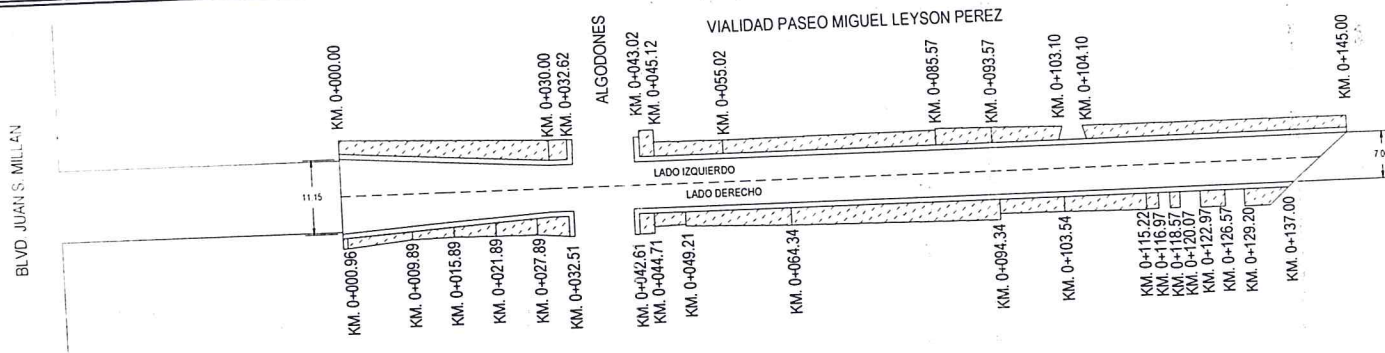 VIALIDAD PASEO MIGUEL LEYSON PEREZ
BLVD. JUAN S. MILLAN
ALGODONES
KM. 0+000.00
KM. 0+030.00
KM. 0+032.62
KM. 0+043.02
KM. 0+045.12
KM. 0+055.02
KM. 0+085.57
KM. 0+093.57
KM. 0+103.10
KM. 0+104.10
KM. 0+145.00
11.15
LADO IZQUIERDO
LADO DERECHO
7.0
KM. 0+000.96
KM. 0+009.89
KM. 0+015.89
KM. 0+021.89
KM. 0+027.89
KM. 0+032.51
KM. 0+042.61
KM. 0+044.71
KM. 0+049.21
KM. 0+064.34
KM. 0+094.34
KM. 0+103.54
KM. 0+115.22
KM. 0+116.97
KM. 0+118.57
KM. 0+120.07
KM. 0+122.97
KM. 0+126.57
KM. 0+129.20
KM. 0+137.00